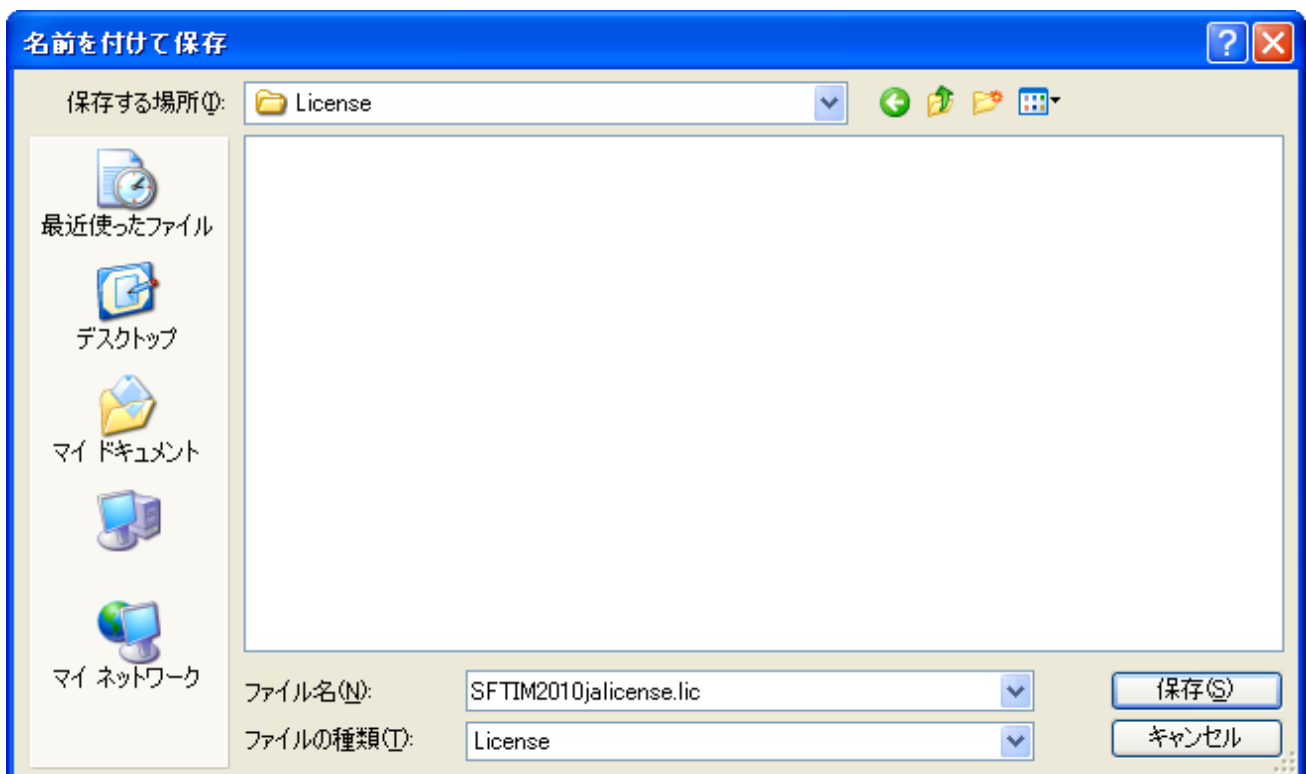 名前を付けて保存
保存する場所(I):
License
最近使ったファイル
デスクトップ
マイ ドキュメント
マイ ネットワーク
ファイル名(N):
SFTIM2010jalicense.lic
保存(S)
ファイルの種類(T):
License
キャンセル